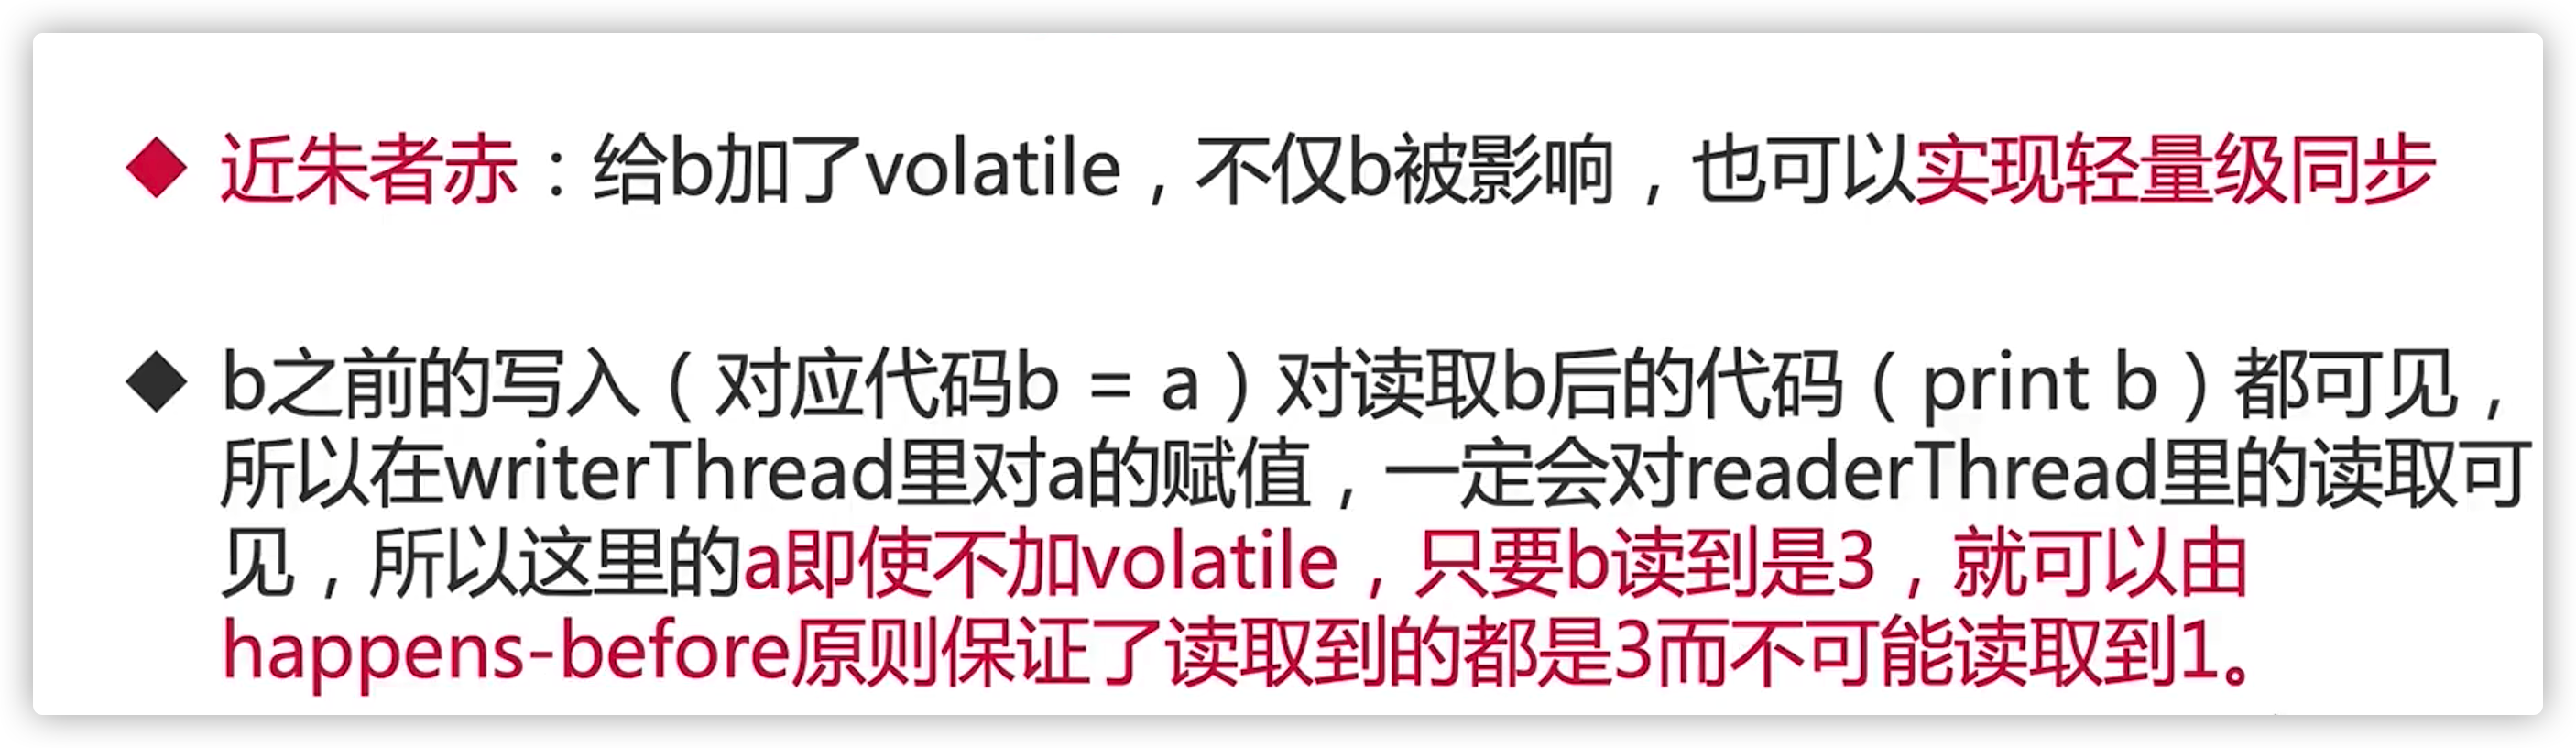 近朱者赤：给b加了volatile，不仅b被影响，也可以实现轻量级同步
b之前的写入（对应代码b = a）对读取b后的代码（print b）都可见，
所以在writerThread里对a的赋值，一定会对readerThread里的读取可
见，所以这里的a即使不加volatile，只要b读到是3，就可以由
happens-before原则保证了读取到的都是3而不可能读取到1。